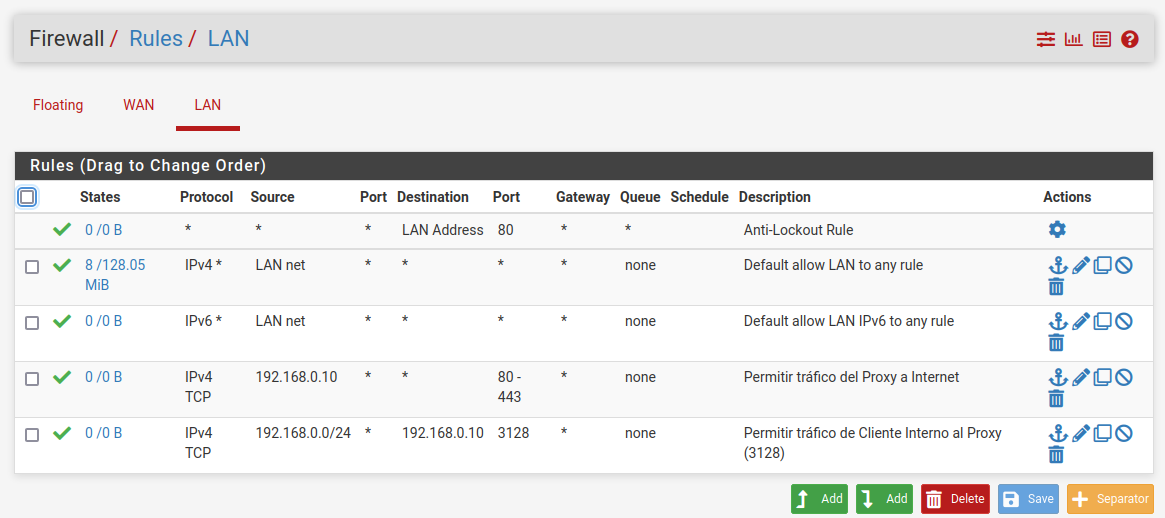 Firewall / Rules / LAN
Floating WAN LAN
Rules (Drag to Change Order)
States Protocol Source Port Destination Port Gateway Queue Schedule Description Actions
0 /0 B * * * LAN Address 80 * * Anti-Lockout Rule
8 /128.05 IPv4 * LAN net * * * * none Default allow LAN to any rule
MiB
0 /0 B IPv6 * LAN net * * * * none Default allow LAN IPv6 to any rule
0 /0 B IPv4 192.168.0.10 * * 80 - * none Permitir tráfico del Proxy a Internet
TCP 443
0 /0 B IPv4 192.168.0.0/24 * 192.168.0.10 3128 * none Permitir tráfico de Cliente Interno al Proxy
TCP (3128)
Add Add Delete Save Separator